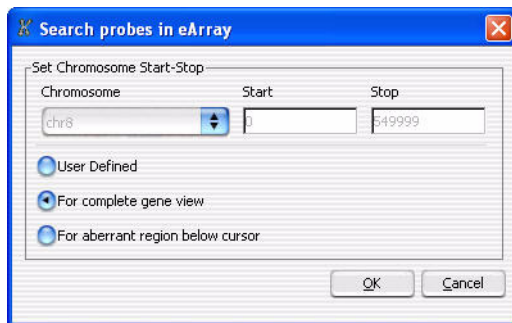 Search probes in eArray
Set Chromosome Start-Stop
Chromosome Start Stop
chr8 0 549999
User Defined
For complete gene view
For aberrant region below cursor
OK Cancel